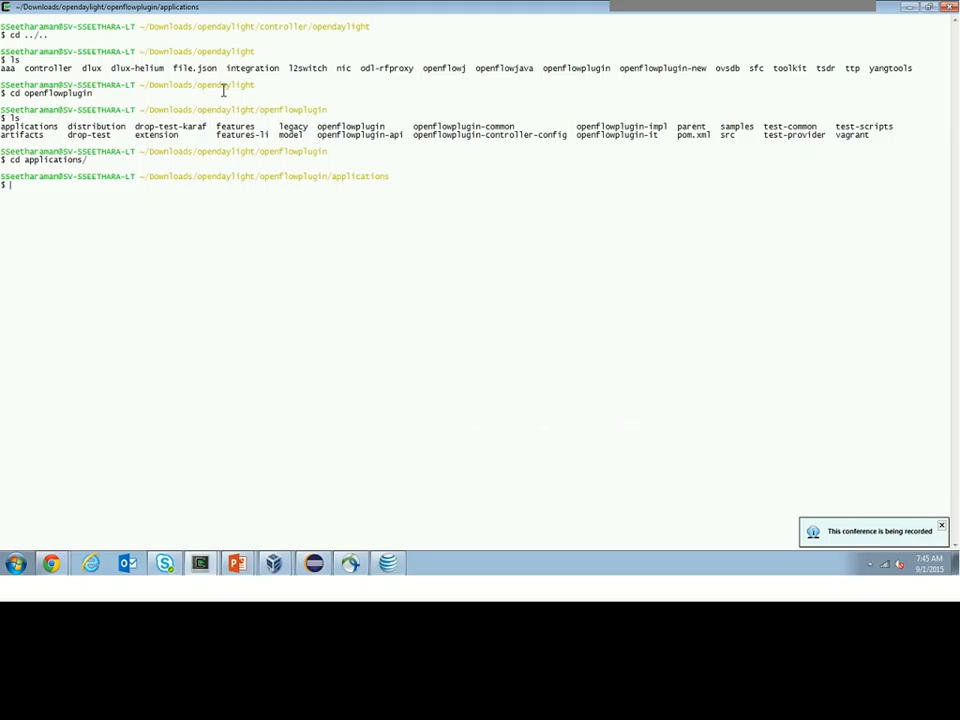 ~/Downloads/opendaylight/openflowplugin/applications
SSeetharaman@SV-SSEETHARA-LT ~/Downloads/opendaylight/controller/opendaylight
$ cd ../..
SSeetharaman@SV-SSEETHARA-LT ~/Downloads/opendaylight
$ ls
aaa controller dlux dlux-helium file.json integration l2switch nic odl-rfproxy openflowj openflowjava openflowplugin openflowplugin-new ovsdb sfc toolkit tsdr ttp yangtools
SSeetharaman@SV-SSEETHARA-LT ~/Downloads/opendaylight
$ cd openflowplugin
SSeetharaman@SV-SSEETHARA-LT ~/Downloads/opendaylight/openflowplugin
$ ls
applications distribution drop-test-karaf features legacy openflowplugin openflowplugin-common openflowplugin-impl parent samples test-common test-scripts
artifacts drop-test extension features-li model openflowplugin-api openflowplugin-controller-config openflowplugin-it pom.xml src test-provider vagrant
SSeetharaman@SV-SSEETHARA-LT ~/Downloads/opendaylight/openflowplugin
$ cd applications/
SSeetharaman@SV-SSEETHARA-LT ~/Downloads/opendaylight/openflowplugin/applications
$
This conference is being recorded
7:45 AM
9/1/2015